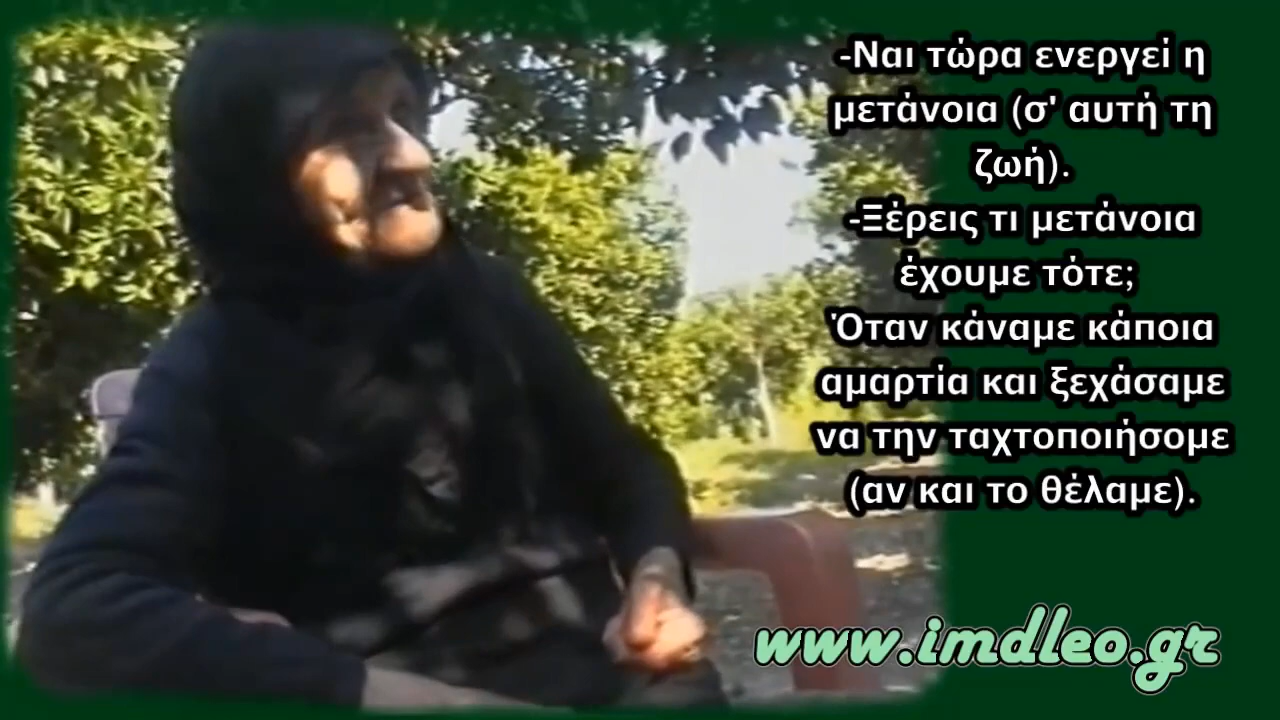 -Ναι τώρα ενεργεί η
μετάνοια (σ' αυτή τη
ζωή).
-Ξέρεις τι μετάνοια
έχουμε τότε;
Όταν κάναμε κάποια
αμαρτία και ξεχάσαμε
να την ταχτοποιήσομε
(αν και το θέλαμε).
www.imdleo.gr